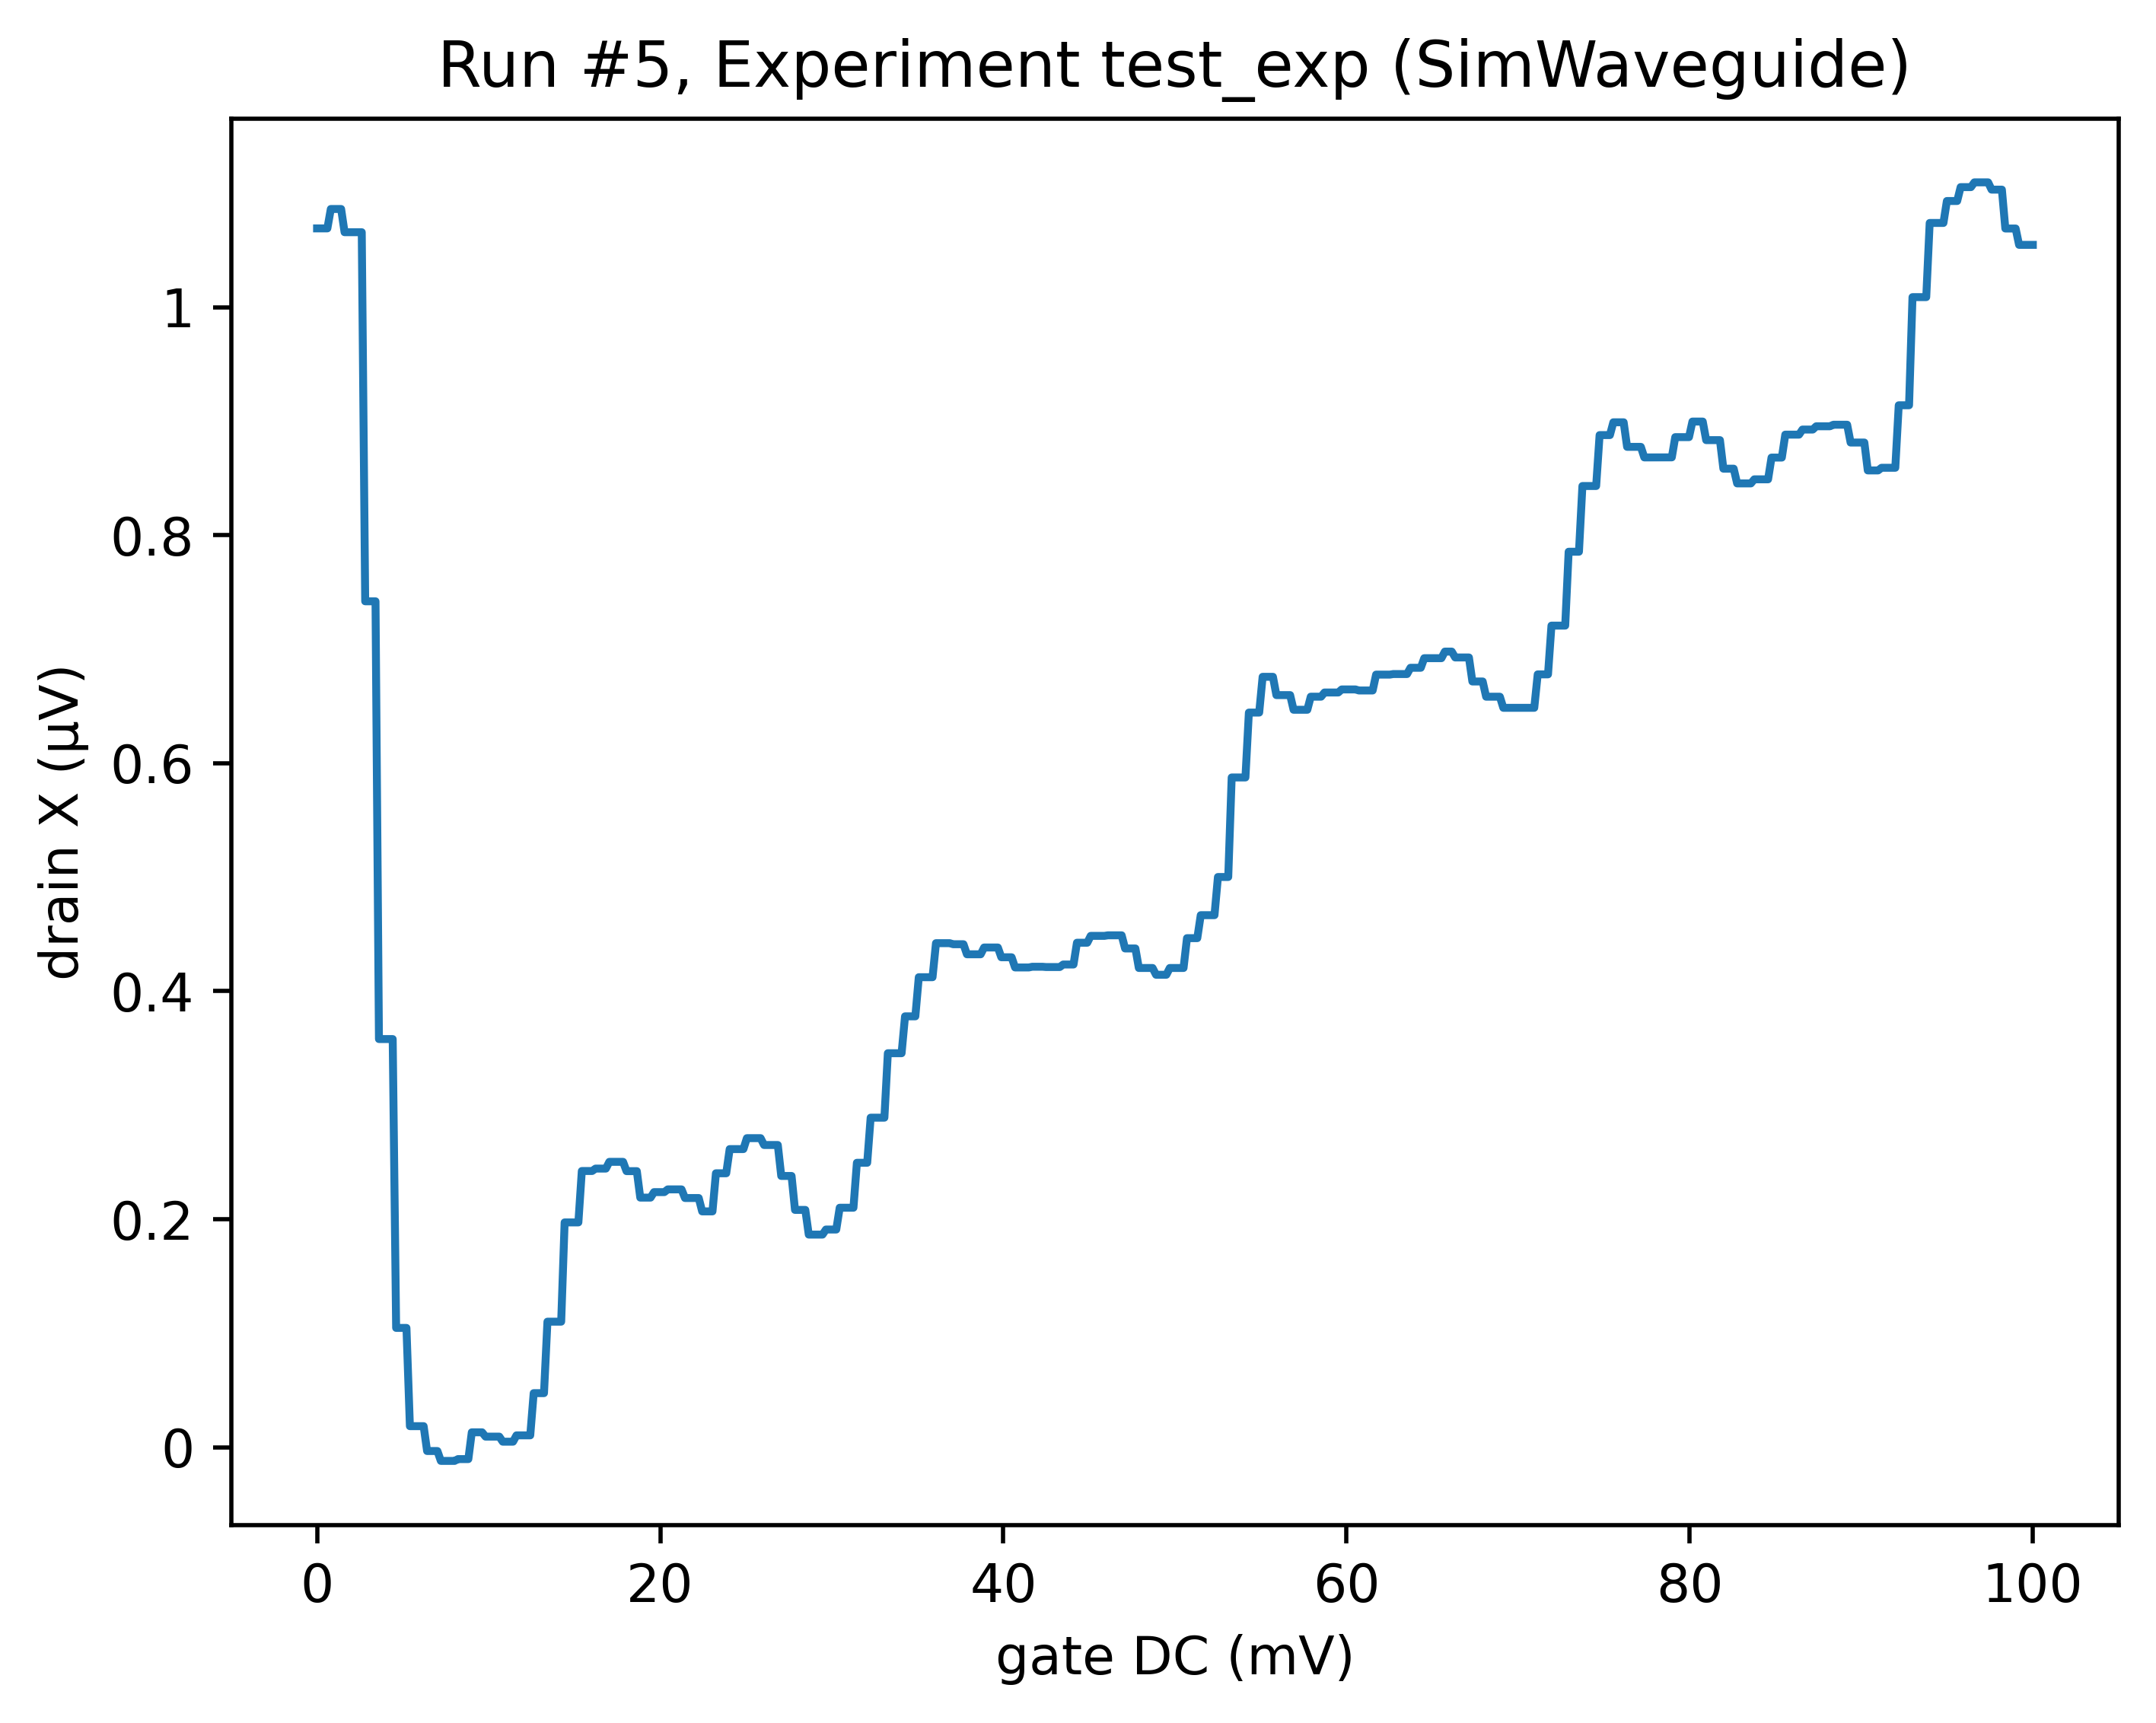 Run #5, Experiment test_exp (SimWaveguide)
drain X (µV)
1
0.8
0.6
0.4
0.2
0
0 20 40 60 80 100
gate DC (mV)